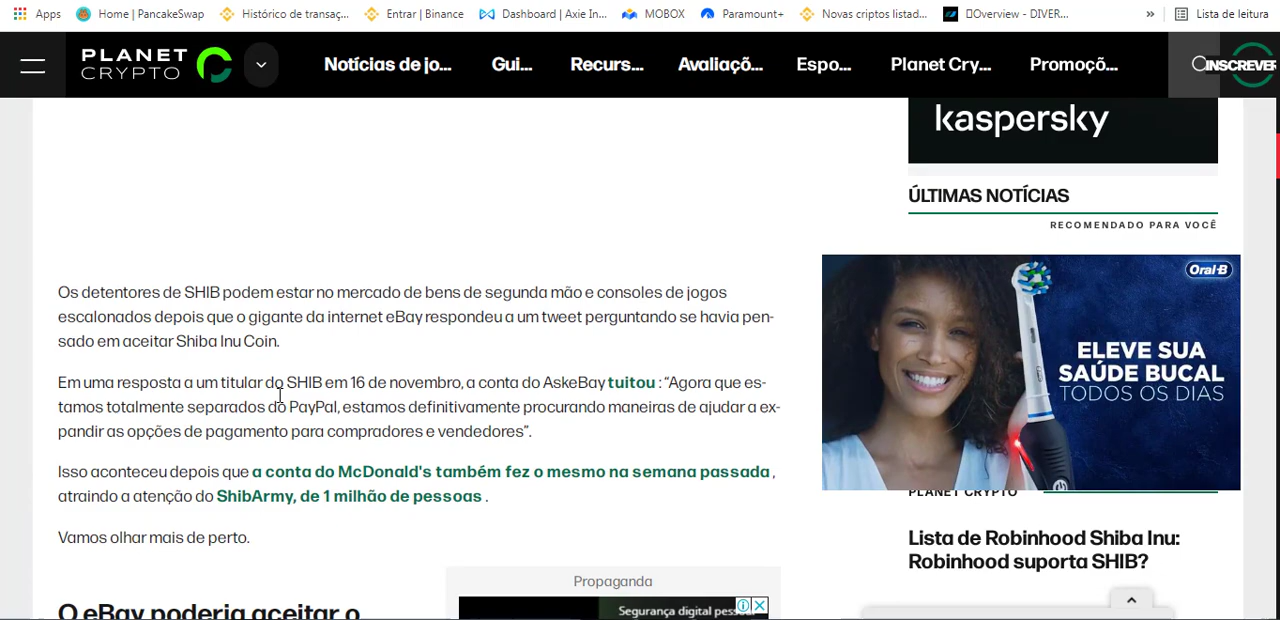 Apps
Home | PancakeSwap
Histórico de transaç...
Entrar | Binance
Dashboard | Axie In...
MOBOX
Paramount+
Novas criptos listad...
Overview - DIVER...
»
Lista de leitura
PLANET
CRYPTO
Notícias de jo...
Gui...
Recurs...
Avaliaçõ...
Espo...
Planet Cry...
Promoçõ...
INSCREVER
kaspersky
ÚLTIMAS NOTÍCIAS
RECOMENDADO PARA VOCÊ
Oral-B
ELEVE SUA
SAÚDE BUCAL
TODOS OS DIAS
Os detentores de SHIB podem estar no mercado de bens de segunda mão e consoles de jogos
escalonados depois que o gigante da internet eBay respondeu a um tweet perguntando se havia pen-
sado em aceitar Shiba Inu Coin.
Em uma resposta a um titular do SHIB em 16 de novembro, a conta do AskeBay tuitou : “Agora que es-
tamos totalmente separados do PayPal, estamos definitivamente procurando maneiras de ajudar a ex-
pandir as opções de pagamento para compradores e vendedores”.
Isso aconteceu depois que a conta do McDonald's também fez o mesmo na semana passada ,
atraindo a atenção do ShibArmy, de 1 milhão de pessoas .
Vamos olhar mais de perto.
PLANET CRYPTO
Lista de Robinhood Shiba Inu:
Robinhood suporta SHIB?
Propaganda
Segurança digital
O eBay poderia aceitar o